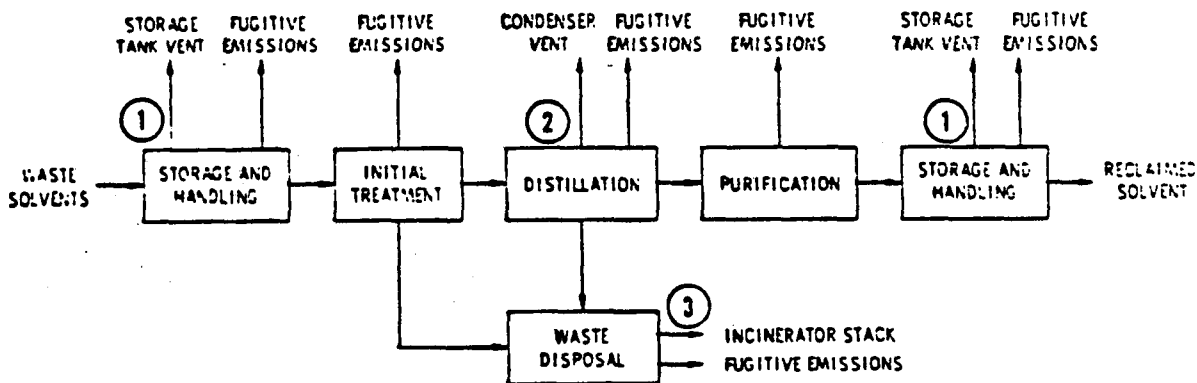 STORAGE
TANK VENT
FUGITIVE
EMISSIONS
FUGITIVE
EMISSIONS
CONDENSER
VENT
FUGITIVE
EMISSIONS
FUGITIVE
EMISSIONS
STORAGE
TANK VENT
FUGITIVE
EMISSIONS
1
2
1
WASTE
SOLVENTS
STORAGE AND
HANDLING
INITIAL
TREATMENT
DISTILLATION
PURIFICATION
STORAGE AND
HANDLING
RECLAIMED
SOLVENT
3
WASTE
DISPOSAL
INCINERATOR STACK
FUGITIVE EMISSIONS